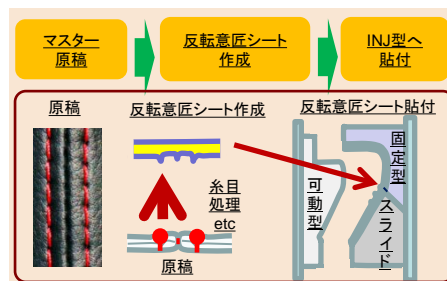 マスター
原稿
反転意匠シート
作成
INJ型へ
貼付
原稿
反転意匠シート作成
反転意匠シート貼付
糸目
処理
etc
原稿
可動型
固定型
、スライド